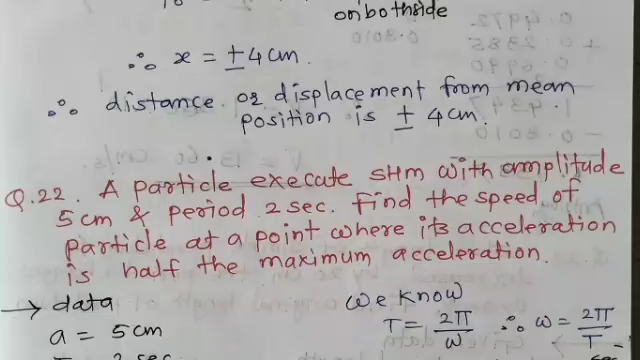 on both side
∴ x = ± 4 cm.
∴ distance or displacement from mean
position is ± 4 cm.
Q.22. A particle execute SHM with amplitude
5 cm & period 2 sec. find the speed of
particle at a point where its acceleration
is half the maximum acceleration.
→ data
a = 5 cm
2 sec
we know
T = 2π/ω ∴ ω = 2π/T =